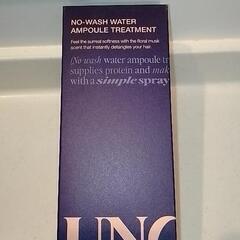 NO-WASH WATER
AMPOULE TREATMENT
Feel the surreal softness with the floral musk
scent that instantly detangles your hair.
(No wash water ampoule tr
supplies protein and mak
with a simple spray
UNO